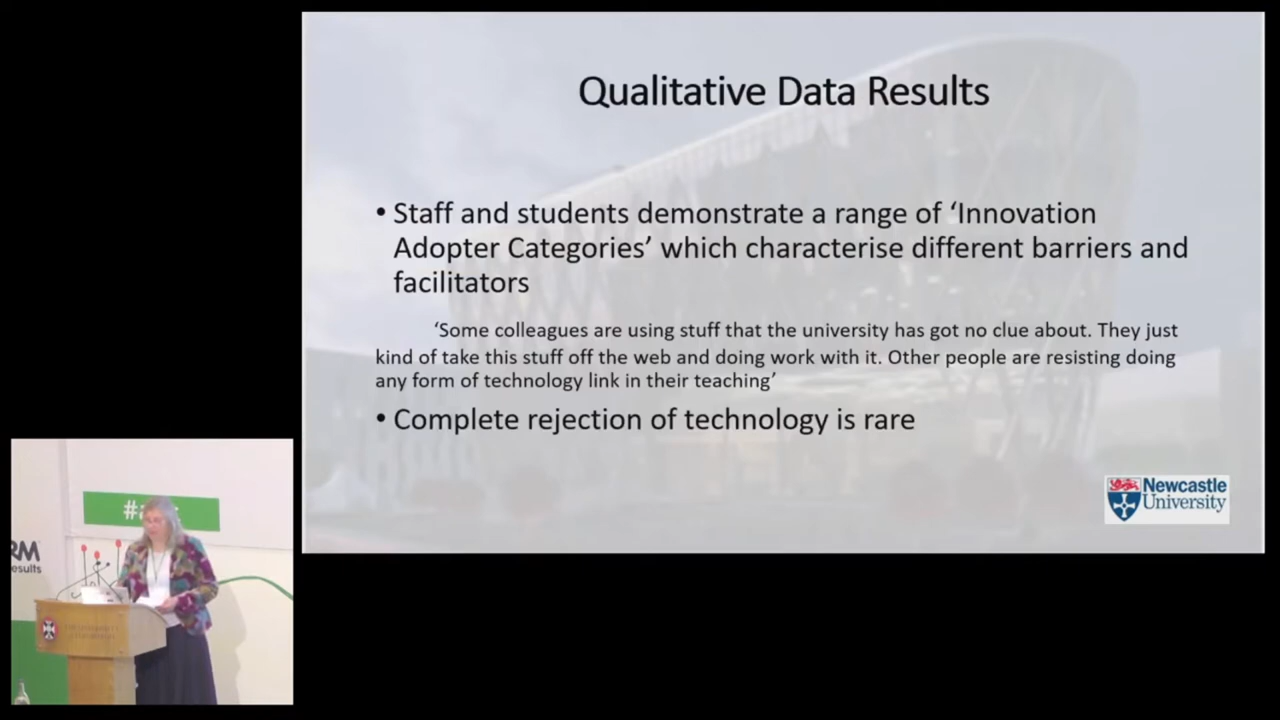 Qualitative Data Results
• Staff and students demonstrate a range of ‘Innovation
Adopter Categories’ which characterise different barriers and
facilitators
‘Some colleagues are using stuff that the university has got no clue about. They just
kind of take this stuff off the web and doing work with it. Other people are resisting doing
any form of technology link in their teaching’
• Complete rejection of technology is rare
Newcastle
University
RM
esults